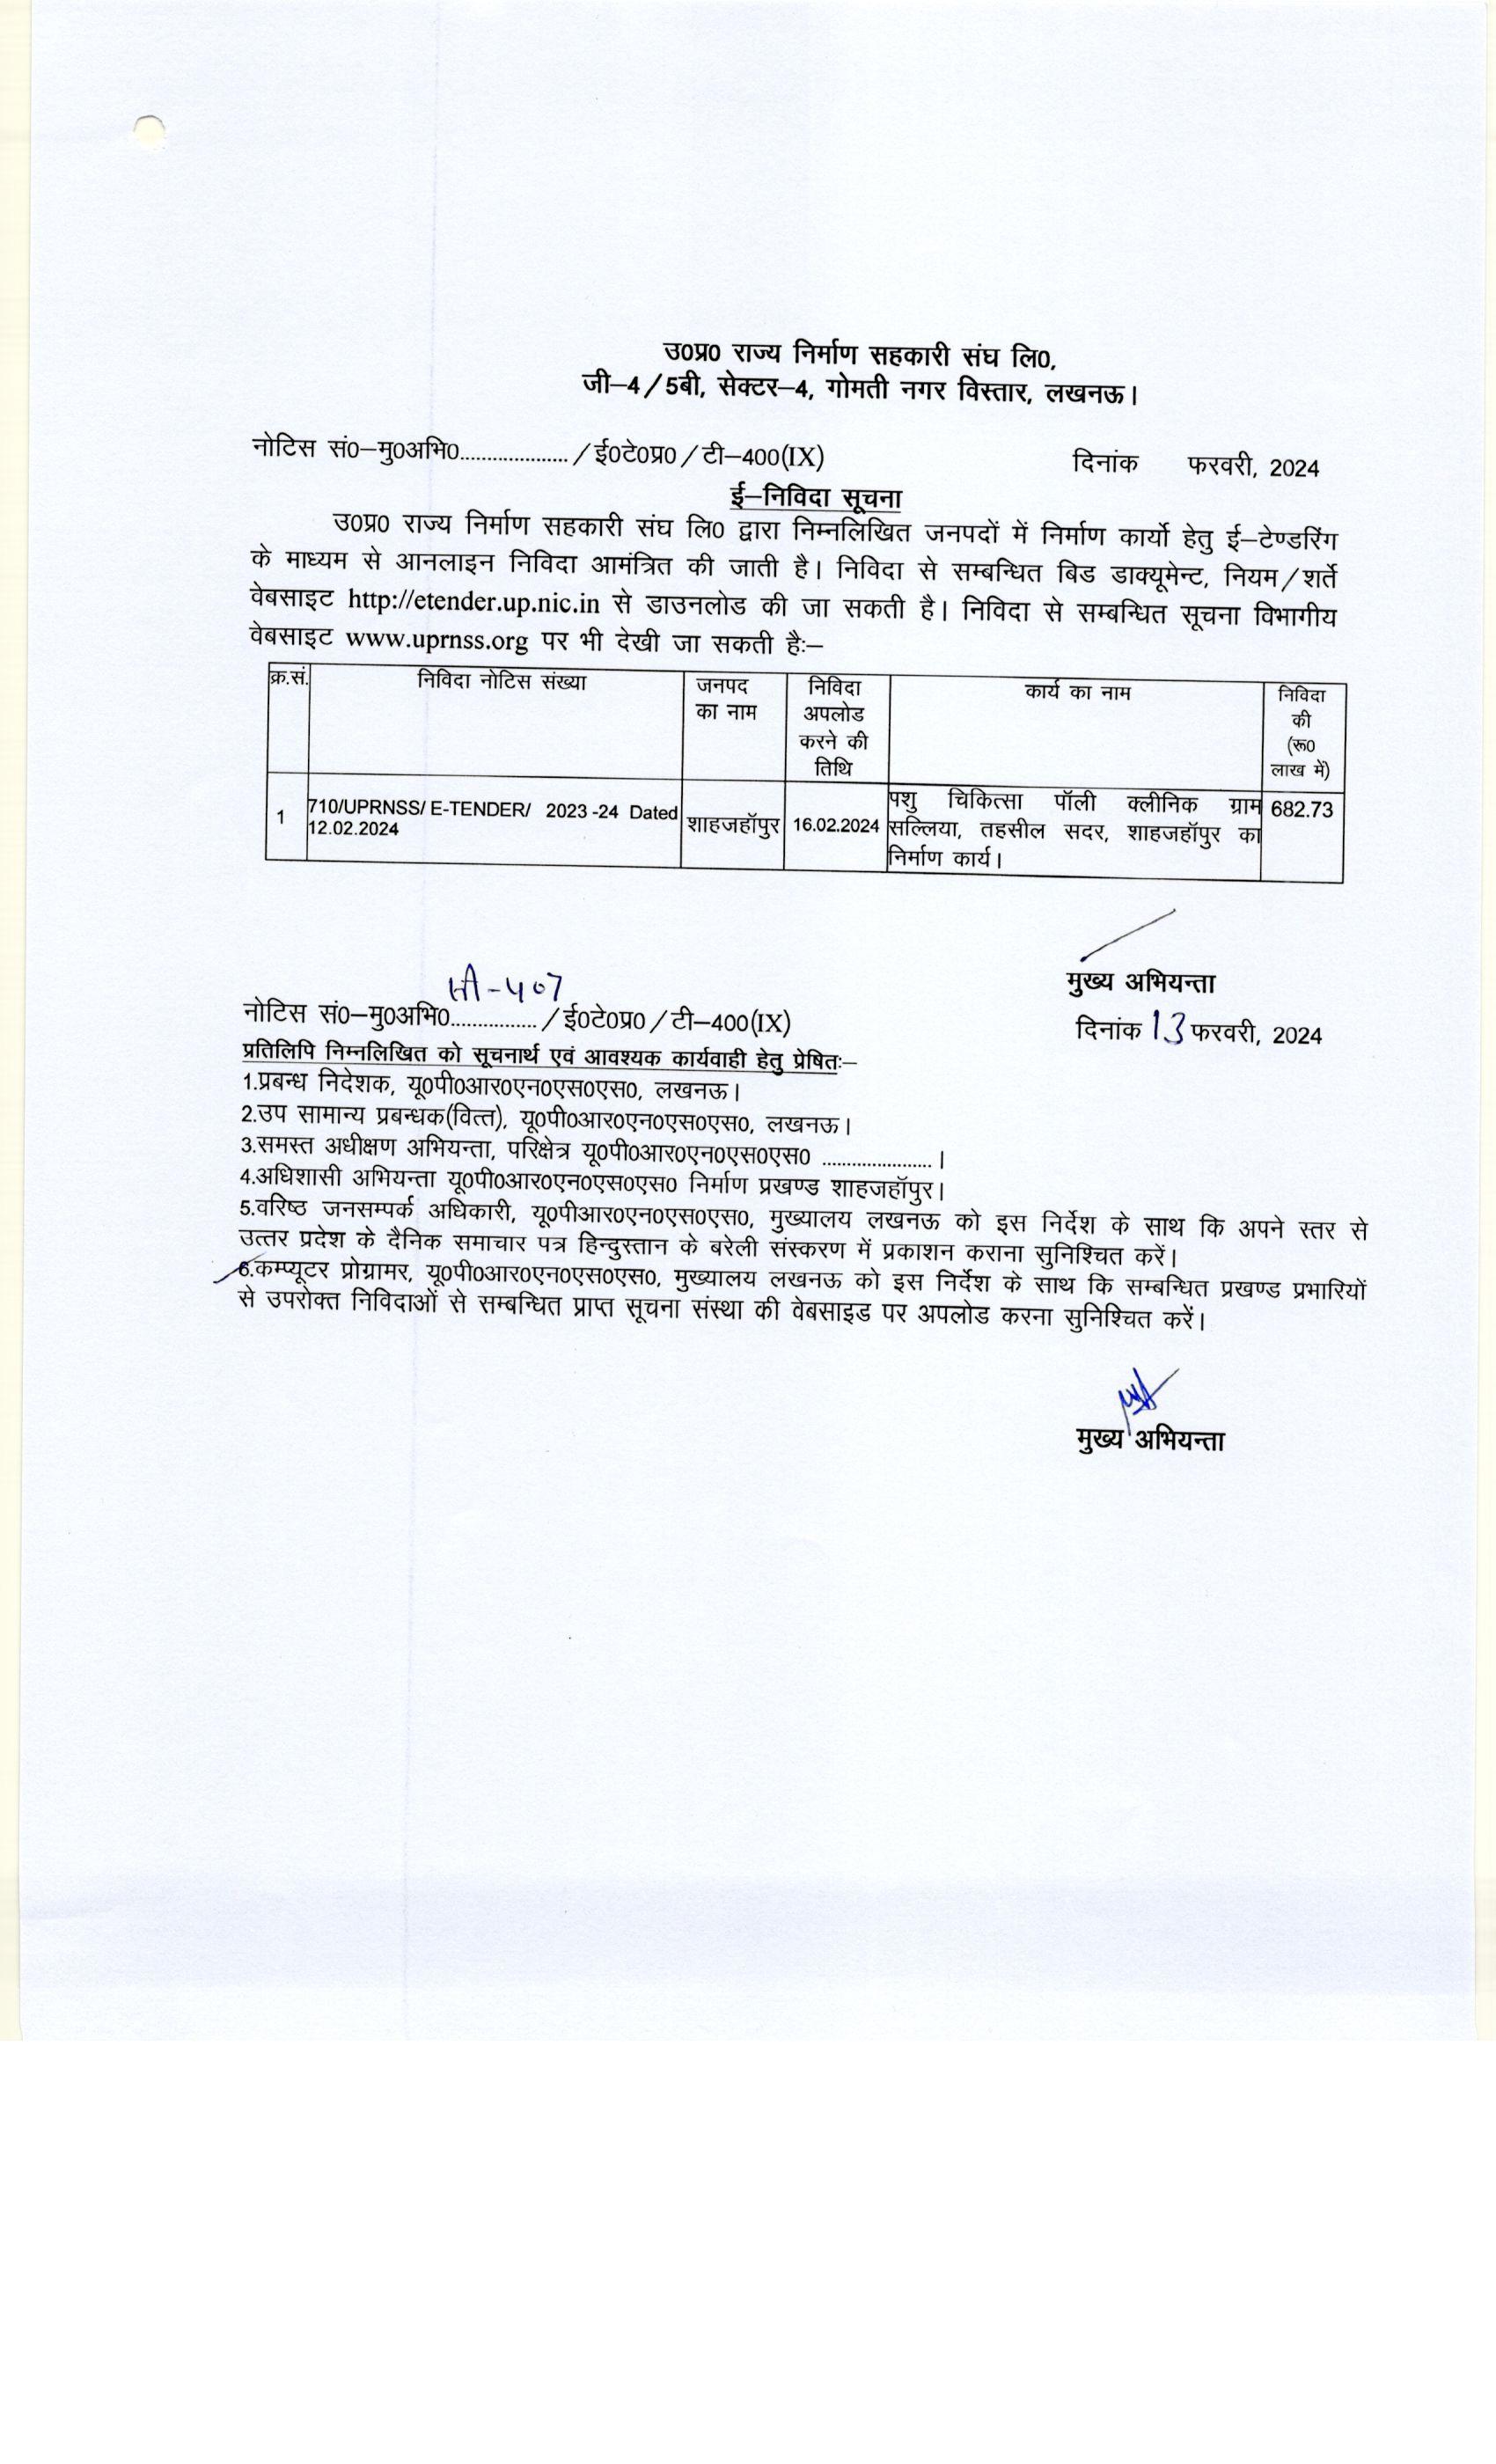 उ0प्र0 राज्य निर्माण सहकारी संघ लि0,
जी–4/5बी, सेक्टर–4, गोमती नगर विस्तार, लखनऊ।
नोटिस सं0–मु0अभि0.................... /ई0टे0प्र0/टी–400(IX) दिनांक फरवरी, 2024
ई–निविदा सूचना
उ0प्र0 राज्य निर्माण सहकारी संघ लि0 द्वारा निम्नलिखित जनपदों में निर्माण कार्यो हेतु ई–टेण्डरिंग
के माध्यम से आनलाइन निविदा आमंत्रित की जाती है। निविदा से सम्बन्धित बिड डाक्यूमेन्ट, नियम/शर्ते
वेबसाइट http://etender.up.nic.in से डाउनलोड की जा सकती है। निविदा से सम्बन्धित सूचना विभागीय
वेबसाइट www.uprnss.org पर भी देखी जा सकती हैः–
क्र.सं. निविदा नोटिस संख्या जनपद का नाम निविदा अपलोड करने की तिथि कार्य का नाम निविदा की (रू0 लाख में)
1 710/UPRNSS/ E-TENDER/ 2023 -24 Dated 12.02.2024 शाहजहॉपुर 16.02.2024 पशु चिकित्सा पॉली क्लीनिक ग्राम सल्लिया, तहसील सदर, शाहजहॉपुर का निर्माण कार्य। 682.73
मुख्य अभियन्ता
नोटिस सं0–मु0अभि0................ /ई0टे0प्र0/टी–400(IX) दिनांक 13 फरवरी, 2024
प्रतिलिपि निम्नलिखित को सूचनार्थ एवं आवश्यक कार्यवाही हेतु प्रेषितः–
1.प्रबन्ध निदेशक, यू0पी0आर0एन0एस0एस0, लखनऊ।
2.उप सामान्य प्रबन्धक(वित्त), यू0पी0आर0एन0एस0एस0, लखनऊ।
3.समस्त अधीक्षण अभियन्ता, परिक्षेत्र यू0पी0आर0एन0एस0एस0 ...................... ।
4.अधिशासी अभियन्ता यू0पी0आर0एन0एस0एस0 निर्माण प्रखण्ड शाहजहॉपुर।
5.वरिष्ठ जनसम्पर्क अधिकारी, यू0पीआर0एन0एस0एस0, मुख्यालय लखनऊ को इस निर्देश के साथ कि अपने स्तर से
उत्तर प्रदेश के दैनिक समाचार पत्र हिन्दुस्तान के बरेली संस्करण में प्रकाशन कराना सुनिश्चित करें।
6.कम्प्यूटर प्रोग्रामर, यू0पी0आर0एन0एस0एस0, मुख्यालय लखनऊ को इस निर्देश के साथ कि सम्बन्धित प्रखण्ड प्रभारियों
से उपरोक्त निविदाओं से सम्बन्धित प्राप्त सूचना संस्था की वेबसाइड पर अपलोड करना सुनिश्चित करें।
मुख्य अभियन्ता